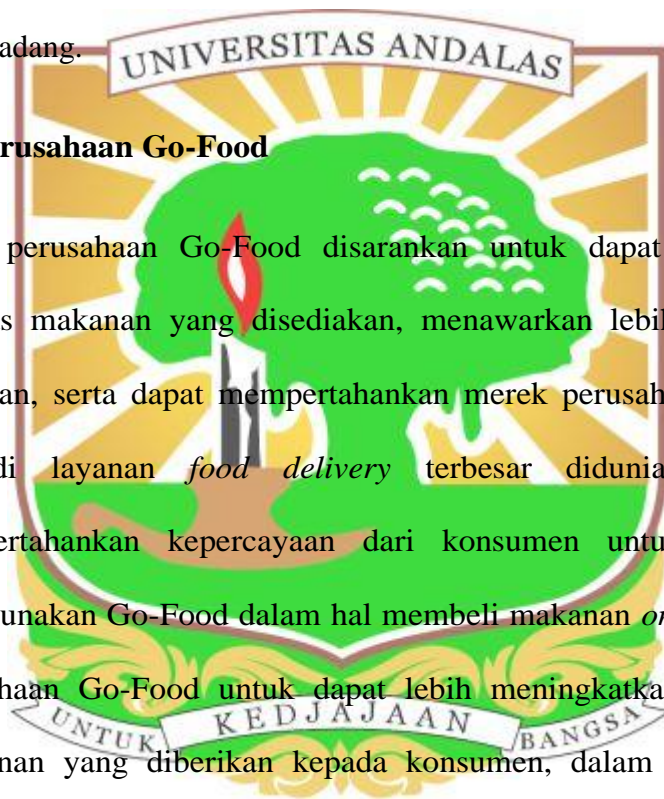 adang.
UNIVERSITAS ANDALAS
rusahaan Go-Food
perusahaan Go-Food disarankan untuk dapat
s makanan yang disediakan, menawarkan lebih
an, serta dapat mempertahankan merek perusah
di layanan food delivery terbesar didunia
ertahankan kepercayaan dari konsumen untu
unakan Go-Food dalam hal membeli makanan on
haan Go-Food untuk dapat lebih meningkatka
UNTUK KEDJAJAAN BANGSA
nan yang diberikan kepada konsumen, dalam